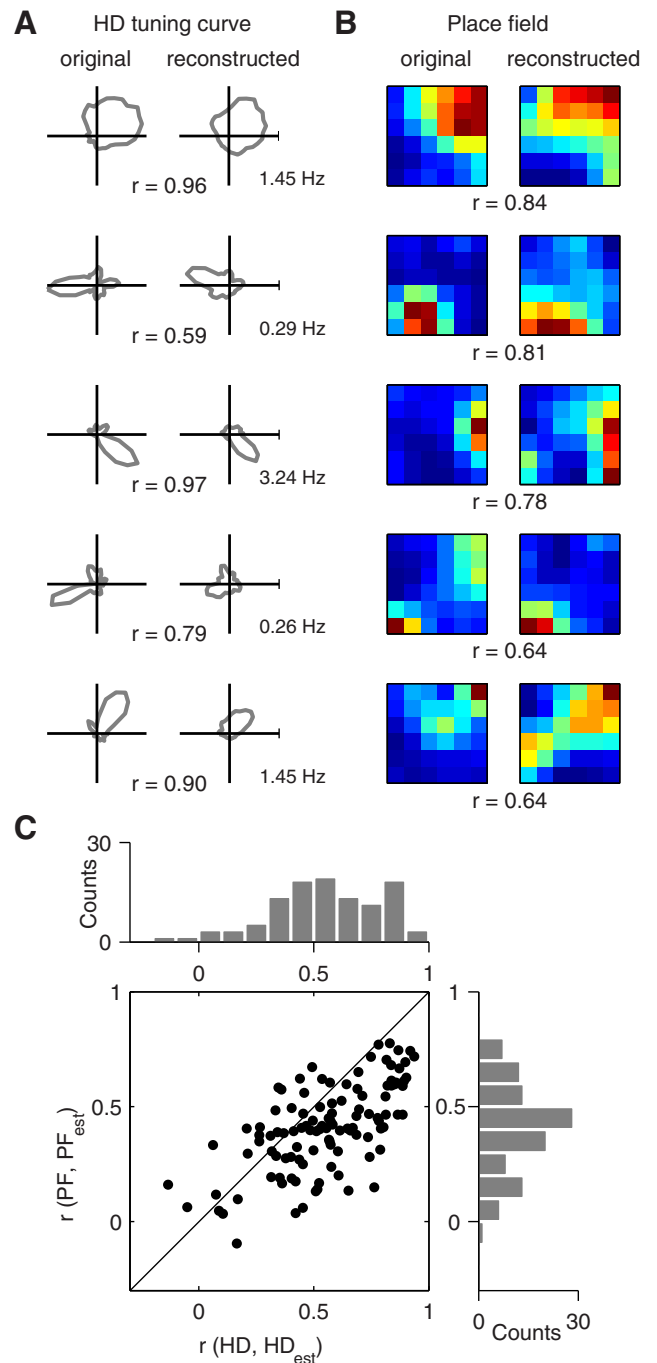 A HD tuning curve
original reconstructed
r = 0.96
1.45 Hz
r = 0.59
0.29 Hz
r = 0.97
3.24 Hz
r = 0.79
0.26 Hz
r = 0.90
1.45 Hz
B Place field
original reconstructed
r = 0.84
r = 0.81
r = 0.78
r = 0.64
r = 0.64
C
30
Counts
0
0 0.5 1
1
0.5
0
r (PF, PFest)
0 0.5 1
r (HD, HDest)
1
0.5
0
0 30
Counts